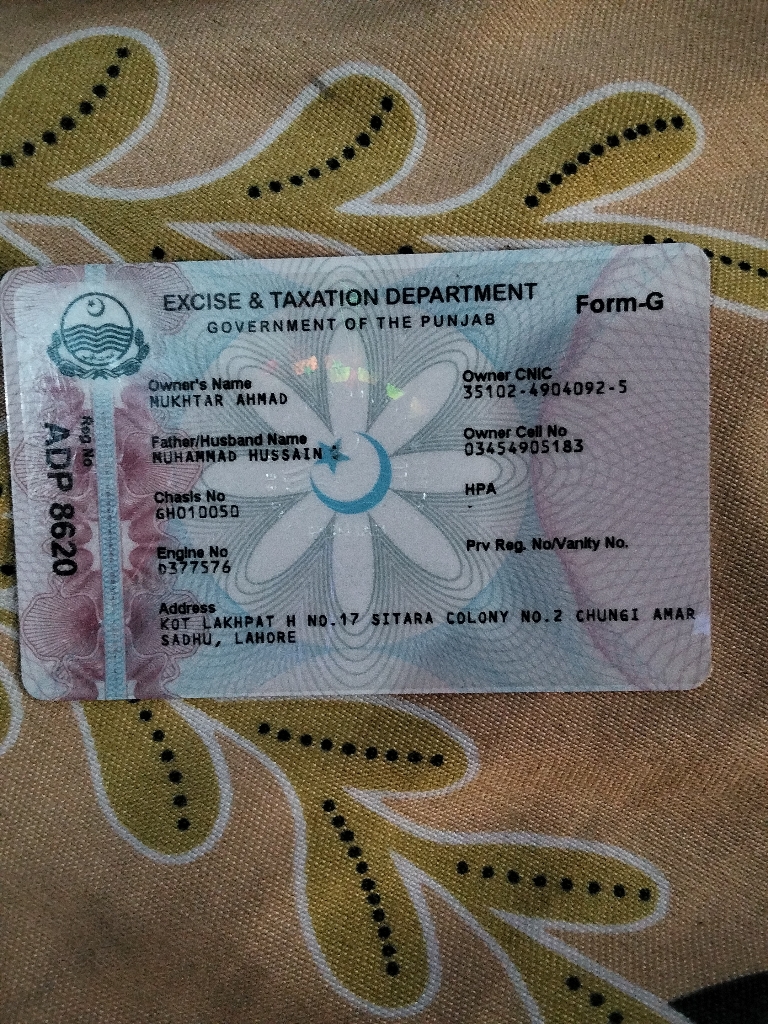 EXCISE & TAXATION DEPARTMENT
Form-G
GOVERNMENT OF THE PUNJAB
Reg No
ADP 8620
Owner's Name
MUKHTAR AHMAD
Owner CNIC
35102-4904092-5
Father/Husband Name
MUHAMMAD HUSSAIN
Owner Cell No
03454905183
Chasis No
GH010050
HPA
-
Engine No
D377576
Prv Reg. No/Vanity No.
Address
KOT LAKHPAT H NO.17 SITARA COLONY NO.2 CHUNGI AMAR
SADHU, LAHORE